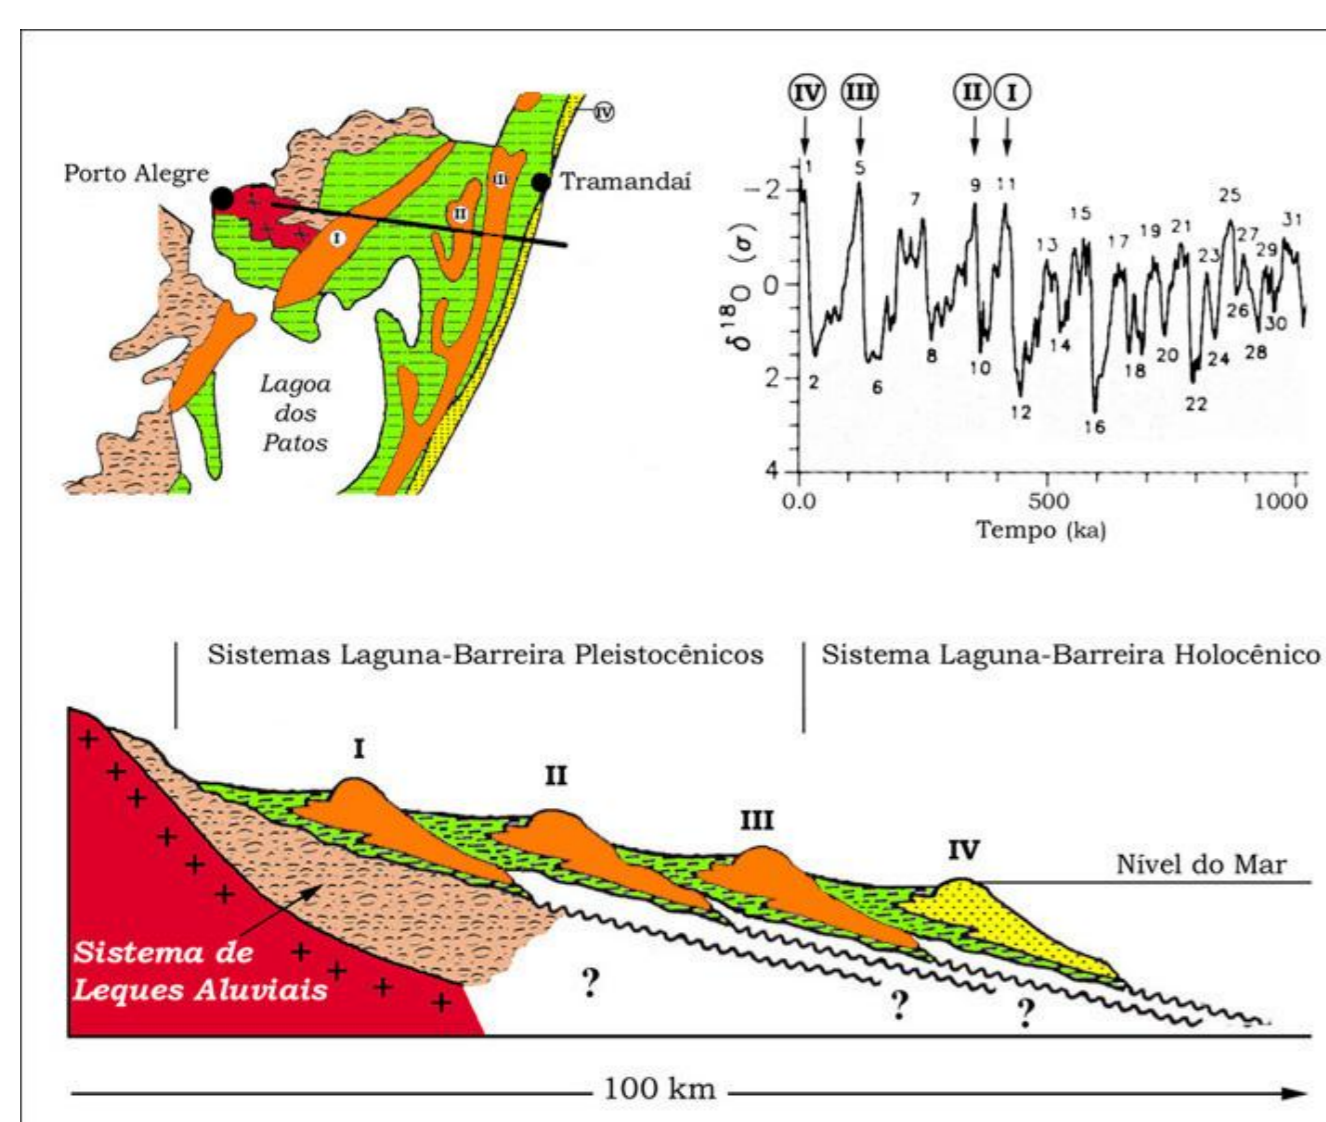 Porto Alegre
Tramandaí
IV
I
II
III
Lagoa
dos
Patos
IV III II I
1 5 7 9 11 13 15 17 19 21 23 25 27 29 31
2 6 8 10 12 14 16 18 20 22 24 26 28 30
δ18O (σ)
−2
0
2
4
0.0 500 1000
Tempo (ka)
Sistemas Laguna-Barreira Pleistocênicos
Sistema Laguna-Barreira Holocênico
I
II
III
IV
Nível do Mar
Sistema de
Leques Aluviais
?
?
?
100 km